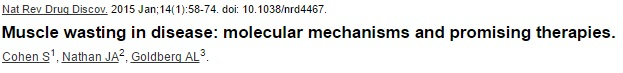 Nat Rev Drug Discov. 2015 Jan;14(1):58-74. doi: 10.1038/nrd4467.
Muscle wasting in disease: molecular mechanisms and promising therapies.
Cohen S1, Nathan JA2, Goldberg AL3.